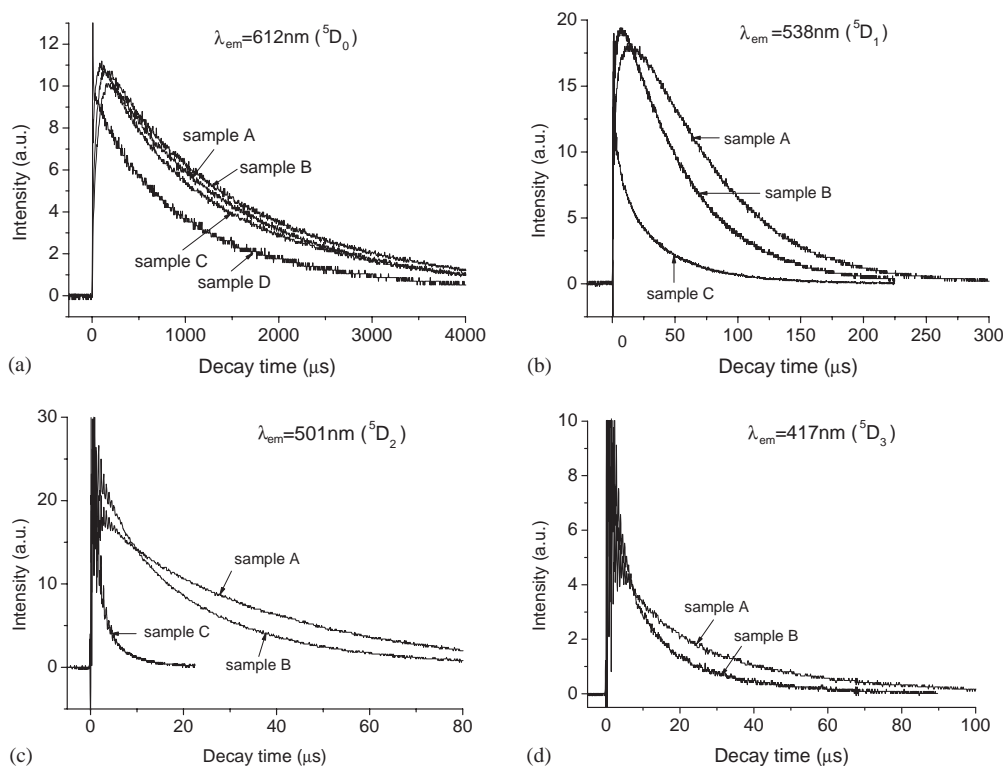 λem=612nm (⁵D₀)
Intensity (a.u.)
12
10
8
6
4
2
0
sample A
sample B
sample C
sample D
0 1000 2000 3000 4000
(a) Decay time (μs)
λem=538nm (⁵D₁)
Intensity (a.u.)
20
15
10
5
0
sample A
sample B
sample C
0 50 100 150 200 250 300
(b) Decay time (μs)
λem=501nm (⁵D₂)
Intensity (a.u.)
30
20
10
0
sample A
sample C
sample B
0 20 40 60 80
(c) Decay time (μs)
λem=417nm (⁵D₃)
Intensity (a.u.)
10
8
6
4
2
0
sample A
sample B
0 20 40 60 80 100
(d) Decay time (μs)